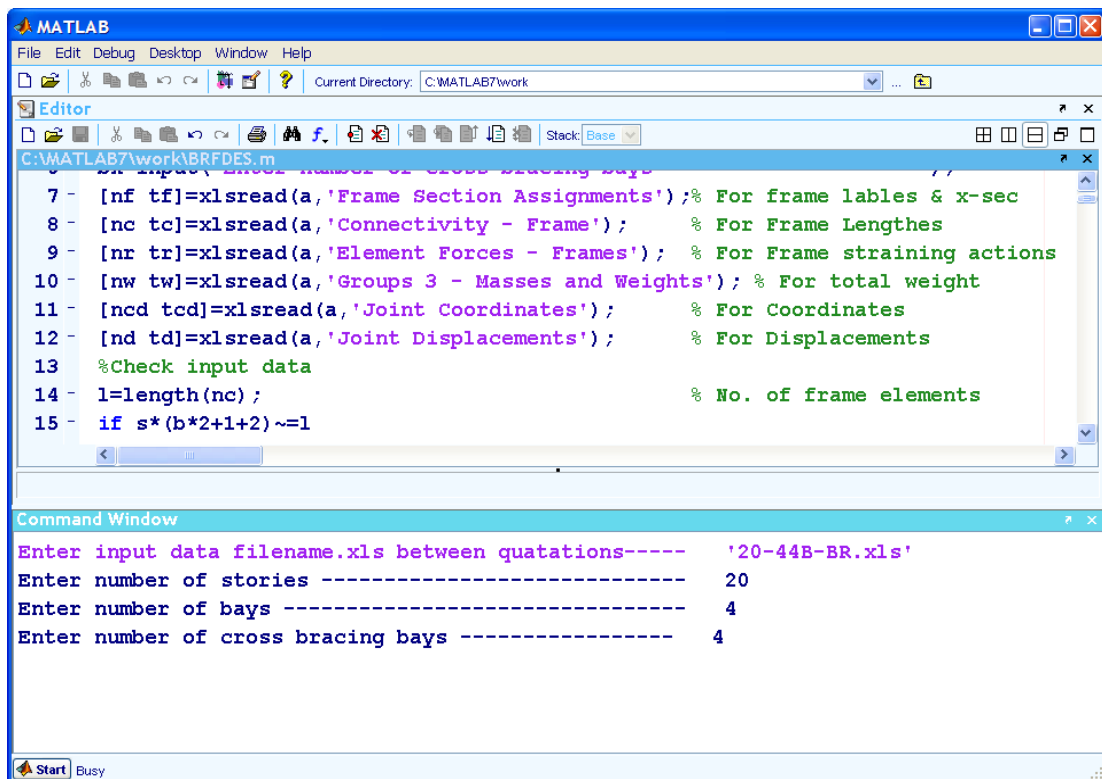 MATLAB
File Edit Debug Desktop Window Help
Current Directory: C:\MATLAB7\work ...
Editor
Stack: Base
C:\MATLAB7\work\BRFDES.m
7 - [nf tf]=xlsread(a,'Frame Section Assignments');% For frame lables & x-sec
8 - [nc tc]=xlsread(a,'Connectivity - Frame'); % For Frame Lengthes
9 - [nr tr]=xlsread(a,'Element Forces - Frames'); % For Frame straining actions
10 - [nw tw]=xlsread(a,'Groups 3 - Masses and Weights'); % For total weight
11 - [ncd tcd]=xlsread(a,'Joint Coordinates'); % For Coordinates
12 - [nd td]=xlsread(a,'Joint Displacements'); % For Displacements
13 %Check input data
14 - l=length(nc); % No. of frame elements
15 - if s*(b*2+1+2)~=l
Command Window
Enter input data filename.xls between quatations----- '20-44B-BR.xls'
Enter number of stories ----------------------------- 20
Enter number of bays -------------------------------- 4
Enter number of cross bracing bays ----------------- 4
Start Busy